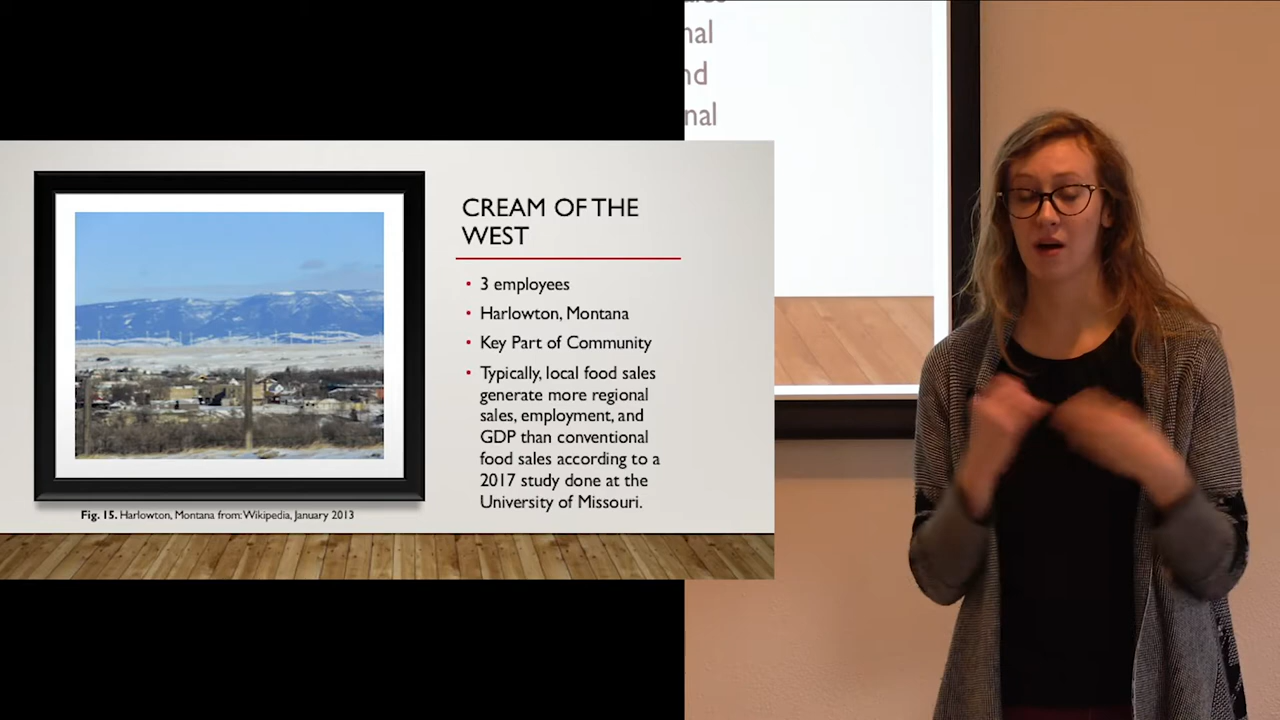 CREAM OF THE
WEST
• 3 employees
• Harlowton, Montana
• Key Part of Community
• Typically, local food sales
generate more regional
sales, employment, and
GDP than conventional
food sales according to a
2017 study done at the
University of Missouri.
Fig. 15. Harlowton, Montana from: Wikipedia, January 2013
nal
nd
nal